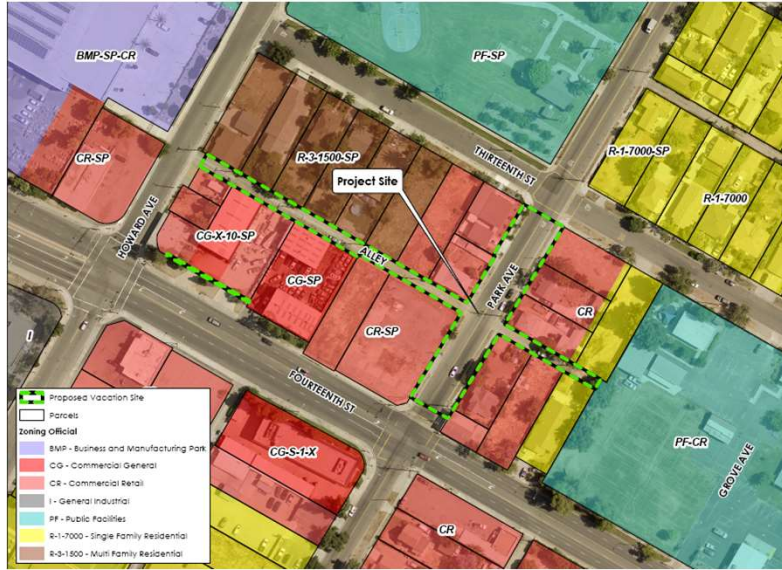 BMP-SP-CR
PF-SP
CR-SP
HOWARD AVE
R-3-1500-SP
THIRTEENTH ST
R-1-7000-SP
R-1-7000
Project Site
CG-X-10-SP
ALLEY
PARK AVE
CG-SP
CR
CR-SP
I
FOURTEENTH ST
PF-CR
GROVE AVE
CG-S-1-X
CR
Proposed Vacation Site
Parcels
Zoning Official
BMP - Business and Manufacturing Park
CG - Commercial General
CR - Commercial Retail
I - General Industrial
PF - Public Facilities
R-1-7000 - Single Family Residential
R-3-1500 - Multi Family Residential